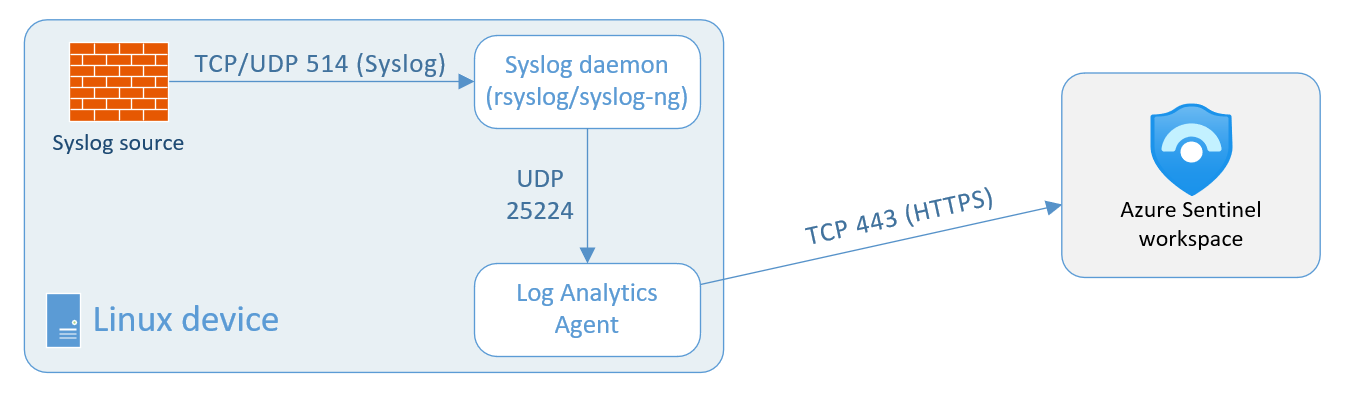 TCP/UDP 514 (Syslog)
Syslog daemon
(rsyslog/syslog-ng)
Syslog source
UDP
25224
TCP 443 (HTTPS)
Azure Sentinel
workspace
Log Analytics
Agent
Linux device